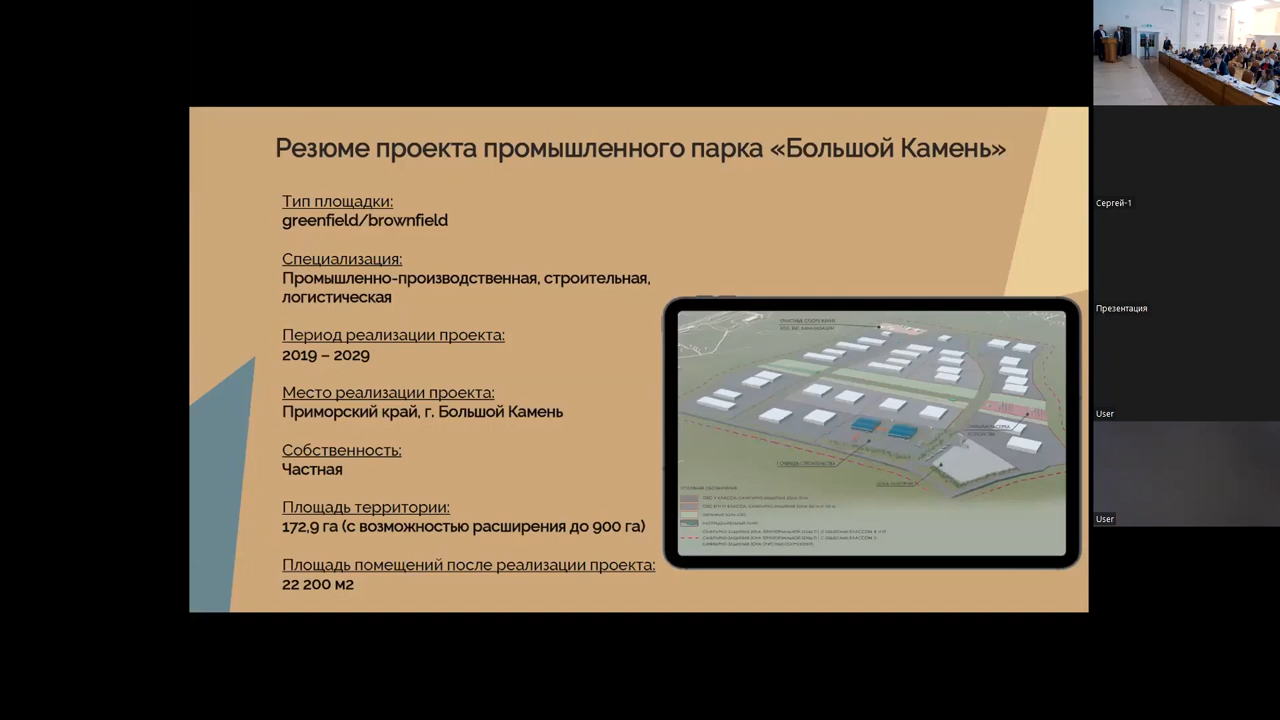 Резюме проекта промышленного парка «Большой Камень»
Тип площадки:
greenfield/brownfield
Специализация:
Промышленно-производственная, строительная,
логистическая
Период реализации проекта:
2019 – 2029
Место реализации проекта:
Приморский край, г. Большой Камень
Собственность:
Частная
Площадь территории:
172,9 га (с возможностью расширения до 900 га)
Площадь помещений после реализации проекта:
22 200 м2
Сергей-1
Презентация
User
User